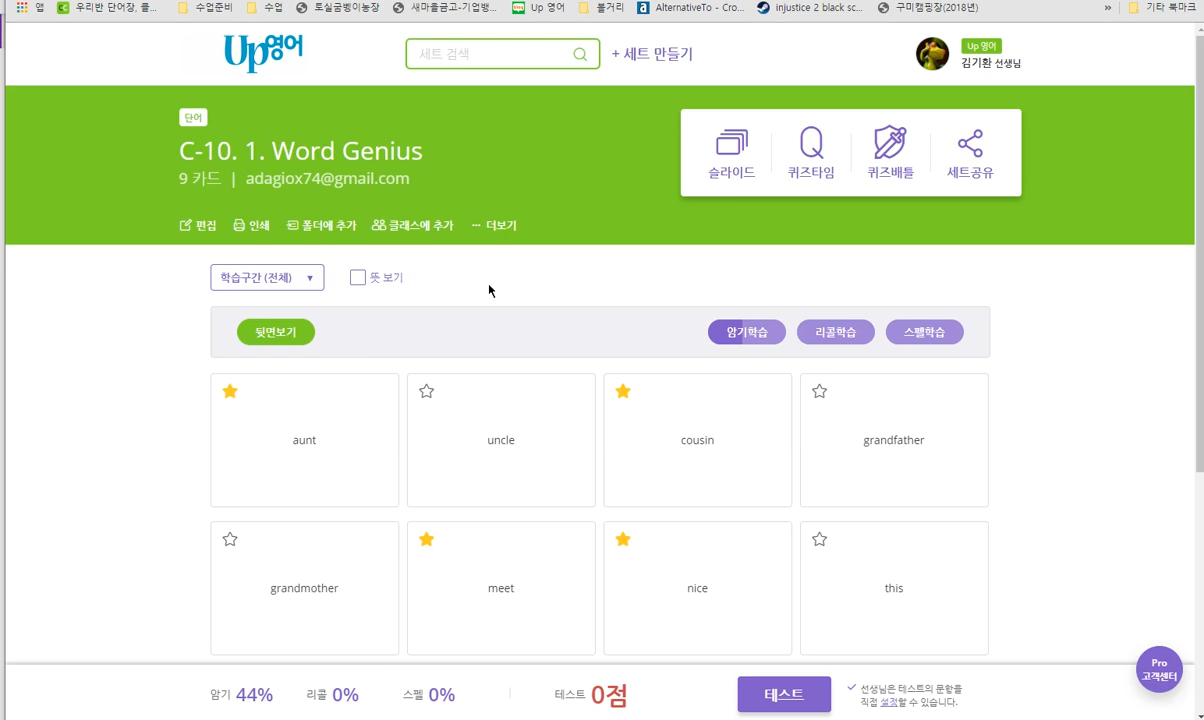 앱 우리반 단어장, 클... 수업준비 수업 토실굼벵이농장 새마을금고-기업뱅... Up 영어 볼거리 AlternativeTo - Cro... injustice 2 black sc... 구미캠핑장(2018년) » 기타 북마크
Up영어
세트 검색
+ 세트 만들기
Up 영어
김기환 선생님
단어
C-10. 1. Word Genius
9 카드 | adagiox74@gmail.com
편집 인쇄 폴더에 추가 클래스에 추가 ··· 더보기
슬라이드 퀴즈타임 퀴즈배틀 세트공유
학습구간 (전체) ▼ 뜻 보기
뒷면보기 암기학습 리콜학습 스펠학습
aunt uncle cousin grandfather
grandmother meet nice this
Pro
고객센터
암기 44% 리콜 0% 스펠 0% 테스트 0점
테스트
선생님은 테스트의 문항을
직접 설정할 수 있습니다.